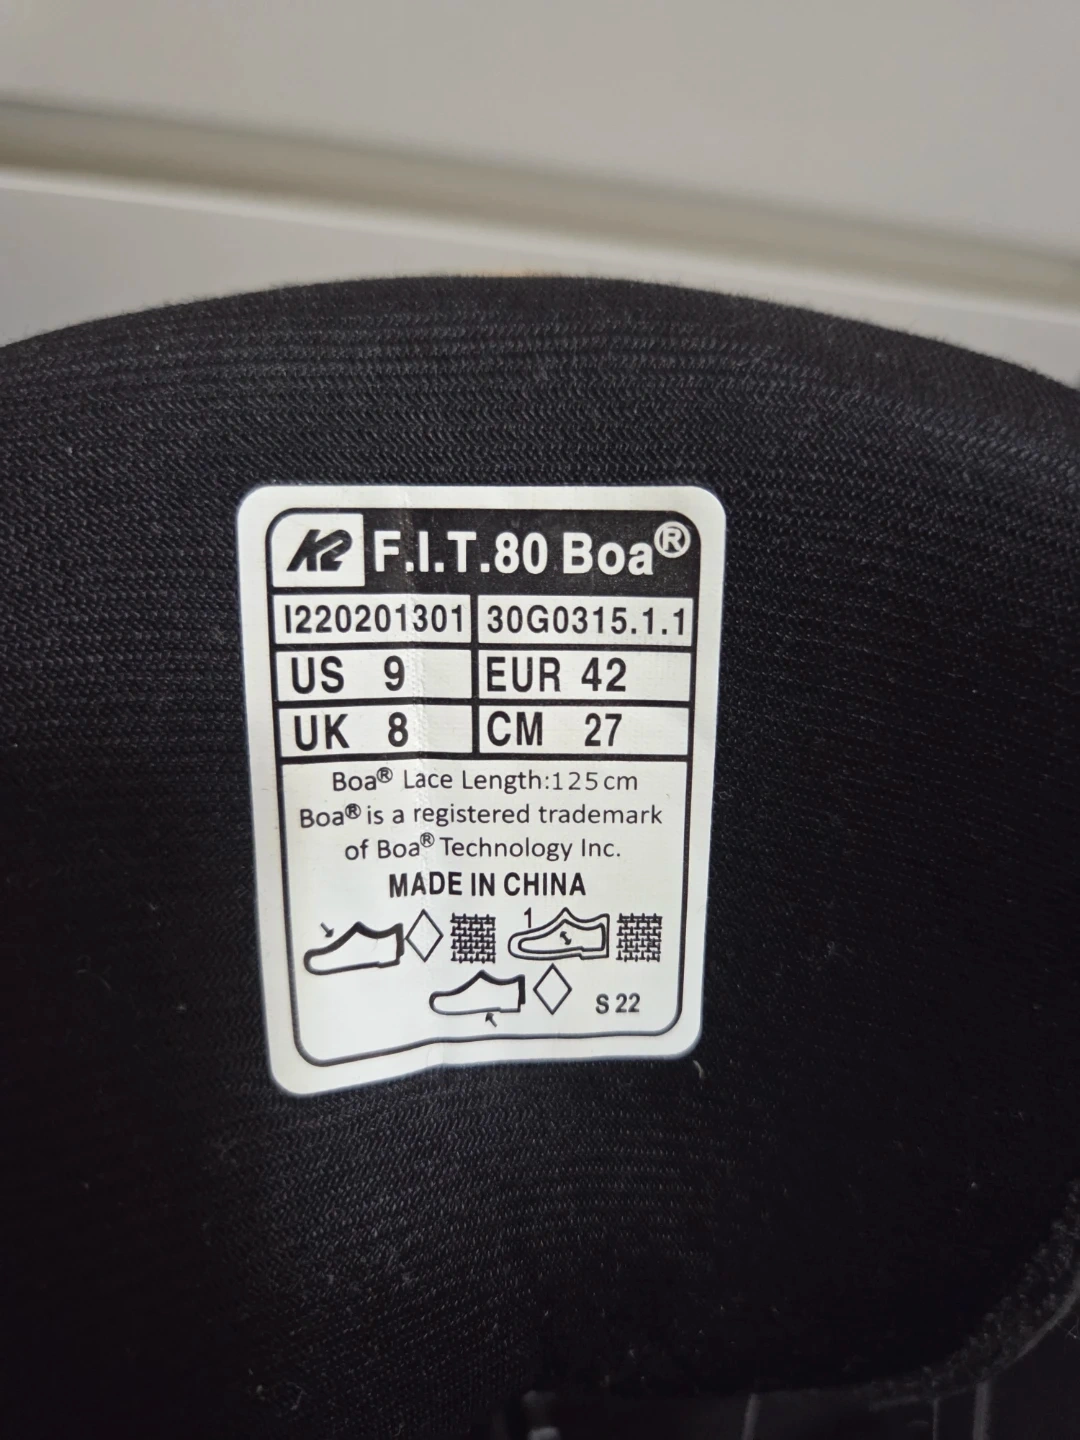 K2 F.I.T.80 Boa®
I220201301 30G0315.1.1
US 9 EUR 42
UK 8 CM 27
Boa® Lace Length:125cm
Boa® is a registered trademark
of Boa® Technology Inc.
MADE IN CHINA
1
S 22